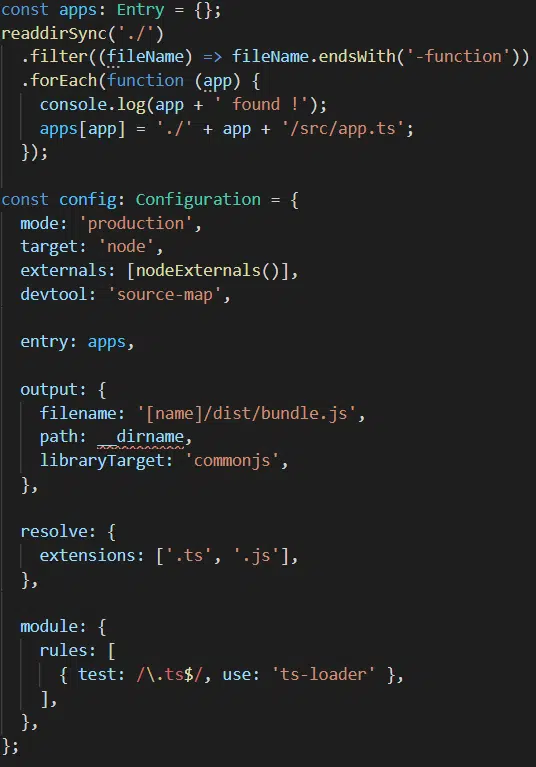 const apps: Entry = {};
readdirSync('./')
  .filter((fileName) => fileName.endsWith('-function'))
  .forEach(function (app) {
    console.log(app + ' found !');
    apps[app] = './' + app + '/src/app.ts';
  });

const config: Configuration = {
  mode: 'production',
  target: 'node',
  externals: [nodeExternals()],
  devtool: 'source-map',

  entry: apps,

  output: {
    filename: '[name]/dist/bundle.js',
    path: __dirname,
    libraryTarget: 'commonjs',
  },

  resolve: {
    extensions: ['.ts', '.js'],
  },

  module: {
    rules: [
      { test: /\.ts$/, use: 'ts-loader' },
    ],
  },
};